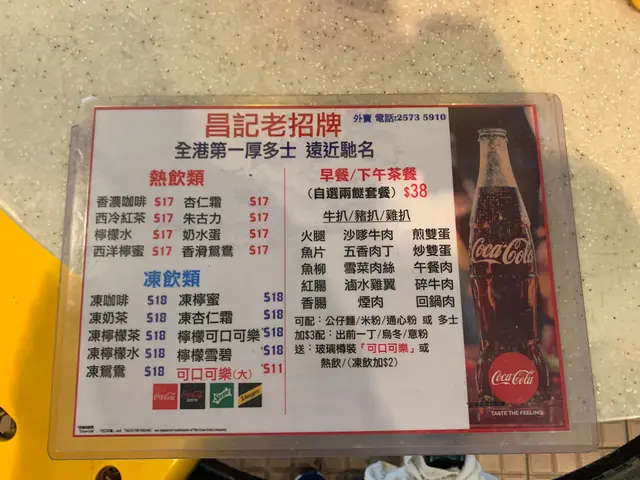 昌記老招牌
外賣 電話:2573 5910
全港第一厚多士 遠近馳名
熱飲類
香濃咖啡 $17 杏仁霜 $17
西冷紅茶 $17 朱古力 $17
檸檬水 $17 奶水蛋 $17
西洋檸蜜 $17 香滑鴛鴦 $17
凍飲類
凍咖啡 $18 凍檸蜜 $18
凍奶茶 $18 凍杏仁霜 $18
凍檸檬茶 $18 檸檬可口可樂 $18
凍檸檬水 $18 檸檬雪碧 $18
凍鴛鴦 $18 可口可樂(大) $11
早餐/下午茶餐
(自選兩餸套餐) $38
牛扒/豬扒/雞扒
火腿 沙嗲牛肉 煎雙蛋
魚片 五香肉丁 炒雙蛋
魚柳 雪菜肉絲 午餐肉
紅腸 滷水雞翼 碎牛肉
香腸 煙肉 回鍋肉
可配：公仔麵/米粉/通心粉 或 多士
加$3配：出前一丁/烏冬/意粉
送：玻璃樽裝「可口可樂」或
熱飲/(凍飲加$2)
Coca-Cola
Coca-Cola
TASTE THE FEELING